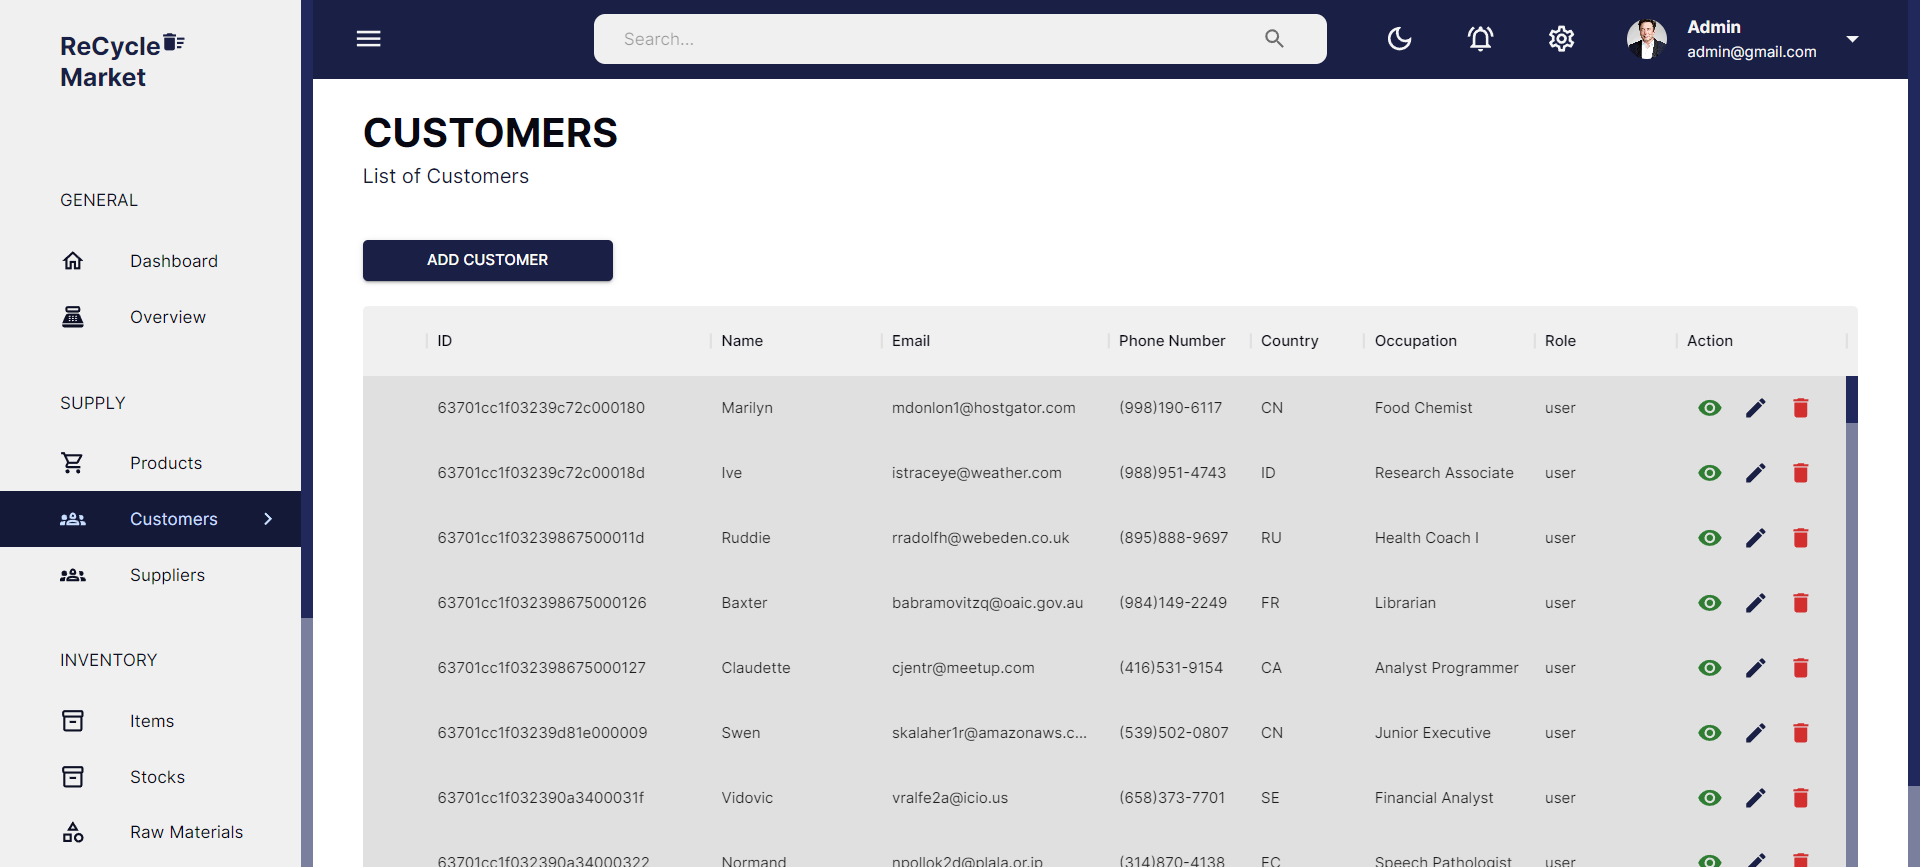 ReCycle
Market
Search...
Admin
admin@gmail.com
CUSTOMERS
List of Customers
GENERAL
Dashboard
Overview
SUPPLY
Products
Customers
Suppliers
INVENTORY
Items
Stocks
Raw Materials
ADD CUSTOMER
ID Name Email Phone Number Country Occupation Role Action
63701cc1f03239c72c000180 Marilyn mdonlon1@hostgator.com (998)190-6117 CN Food Chemist user
63701cc1f03239c72c00018d Ive istraceye@weather.com (988)951-4743 ID Research Associate user
63701cc1f03239867500011d Ruddie rradolfh@webeden.co.uk (895)888-9697 RU Health Coach I user
63701cc1f032398675000126 Baxter babramovitzq@oaic.gov.au (984)149-2249 FR Librarian user
63701cc1f032398675000127 Claudette cjentr@meetup.com (416)531-9154 CA Analyst Programmer user
63701cc1f03239d81e000009 Swen skalaher1r@amazonaws.c... (539)502-0807 CN Junior Executive user
63701cc1f032390a3400031f Vidovic vralfe2a@icio.us (658)373-7701 SE Financial Analyst user
63701cc1f032390a34000322 Normand npollok2d@plala.or.jp (314)870-4138 EC Speech Pathologist user